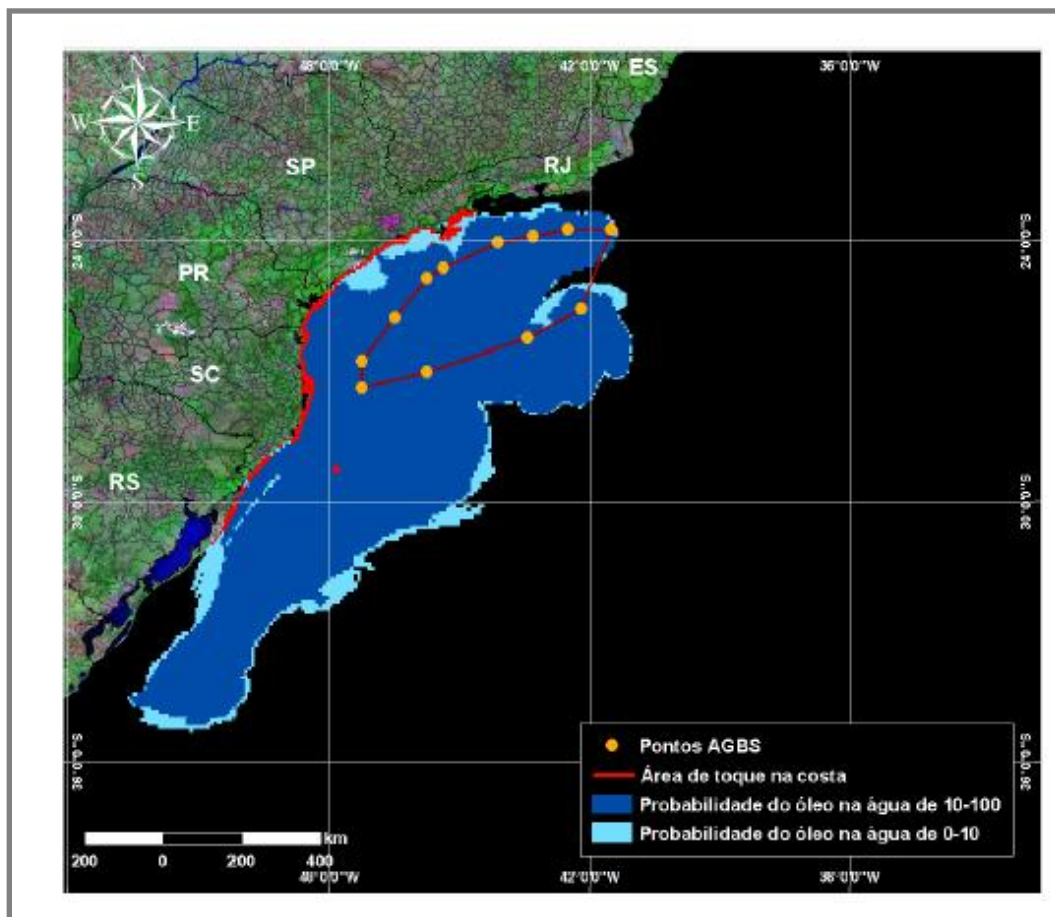 48°0'0"W 42°0'0"W 36°0'0"W
ES
N
W E
S
SP
RJ
24°0'0"S 24°0'0"S
PR
SC
RS
30°0'0"S 30°0'0"S
Pontos AGBS
Área de toque na costa
Probabilidade do óleo na água de 10-100
Probabilidade do óleo na água de 0-10
36°0'0"S 36°0'0"S
km
200 0 200 400
48°0'0"W 42°0'0"W 36°0'0"W